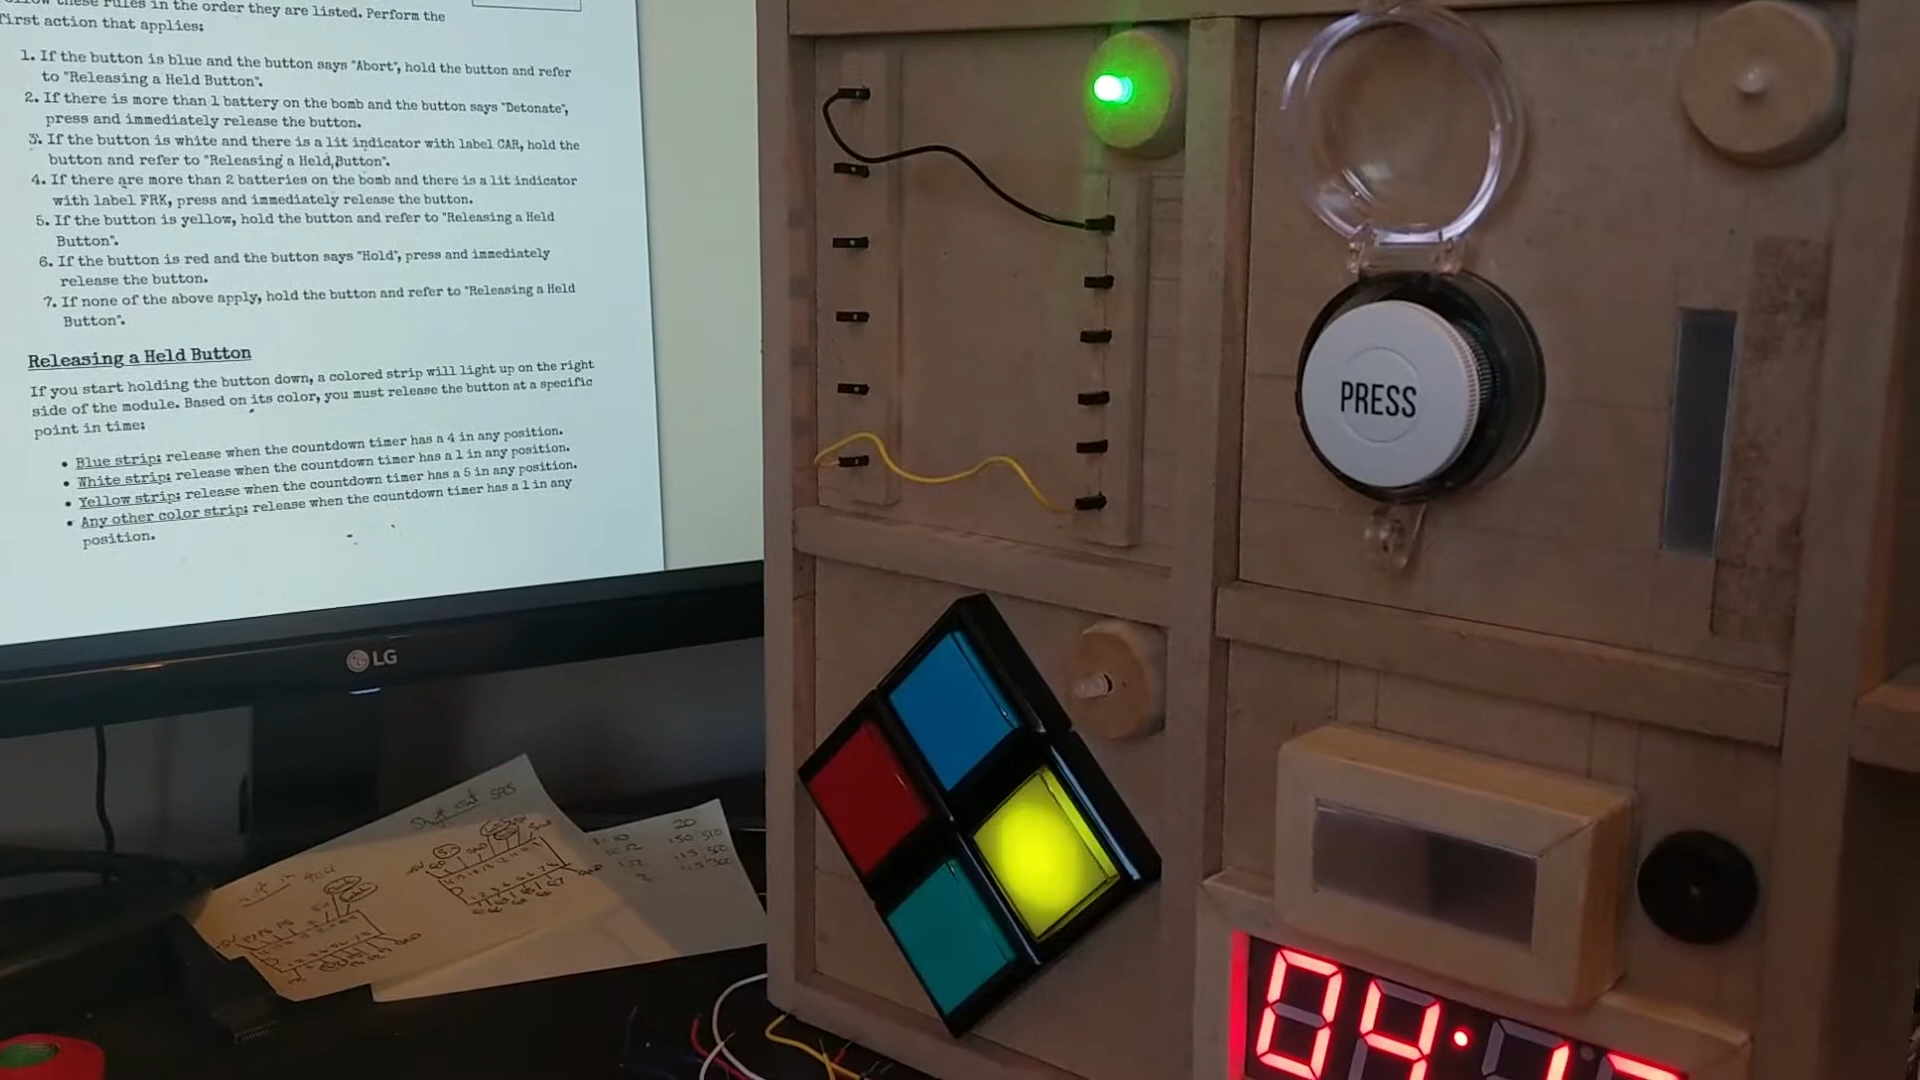 these rules in the order they are listed. Perform the
first action that applies:
1. If the button is blue and the button says "Abort", hold the button and refer
to "Releasing a Held Button".
2. If there is more than 1 battery on the bomb and the button says "Detonate",
press and immediately release the button.
3. If the button is white and there is a lit indicator with label CAR, hold the
button and refer to "Releasing a Held Button".
4. If there are more than 2 batteries on the bomb and there is a lit indicator
with label FRK, press and immediately release the button.
5. If the button is yellow, hold the button and refer to "Releasing a Held
Button".
6. If the button is red and the button says "Hold", press and immediately
release the button.
7. If none of the above apply, hold the button and refer to "Releasing a Held
Button".
Releasing a Held Button
If you start holding the button down, a colored strip will light up on the right
side of the module. Based on its color, you must release the button at a specific
point in time:
• Blue strip: release when the countdown timer has a 4 in any position.
• White strip: release when the countdown timer has a 1 in any position.
• Yellow strip: release when the countdown timer has a 5 in any position.
• Any other color strip: release when the countdown timer has a 1 in any
position.
LG
PRESS
04